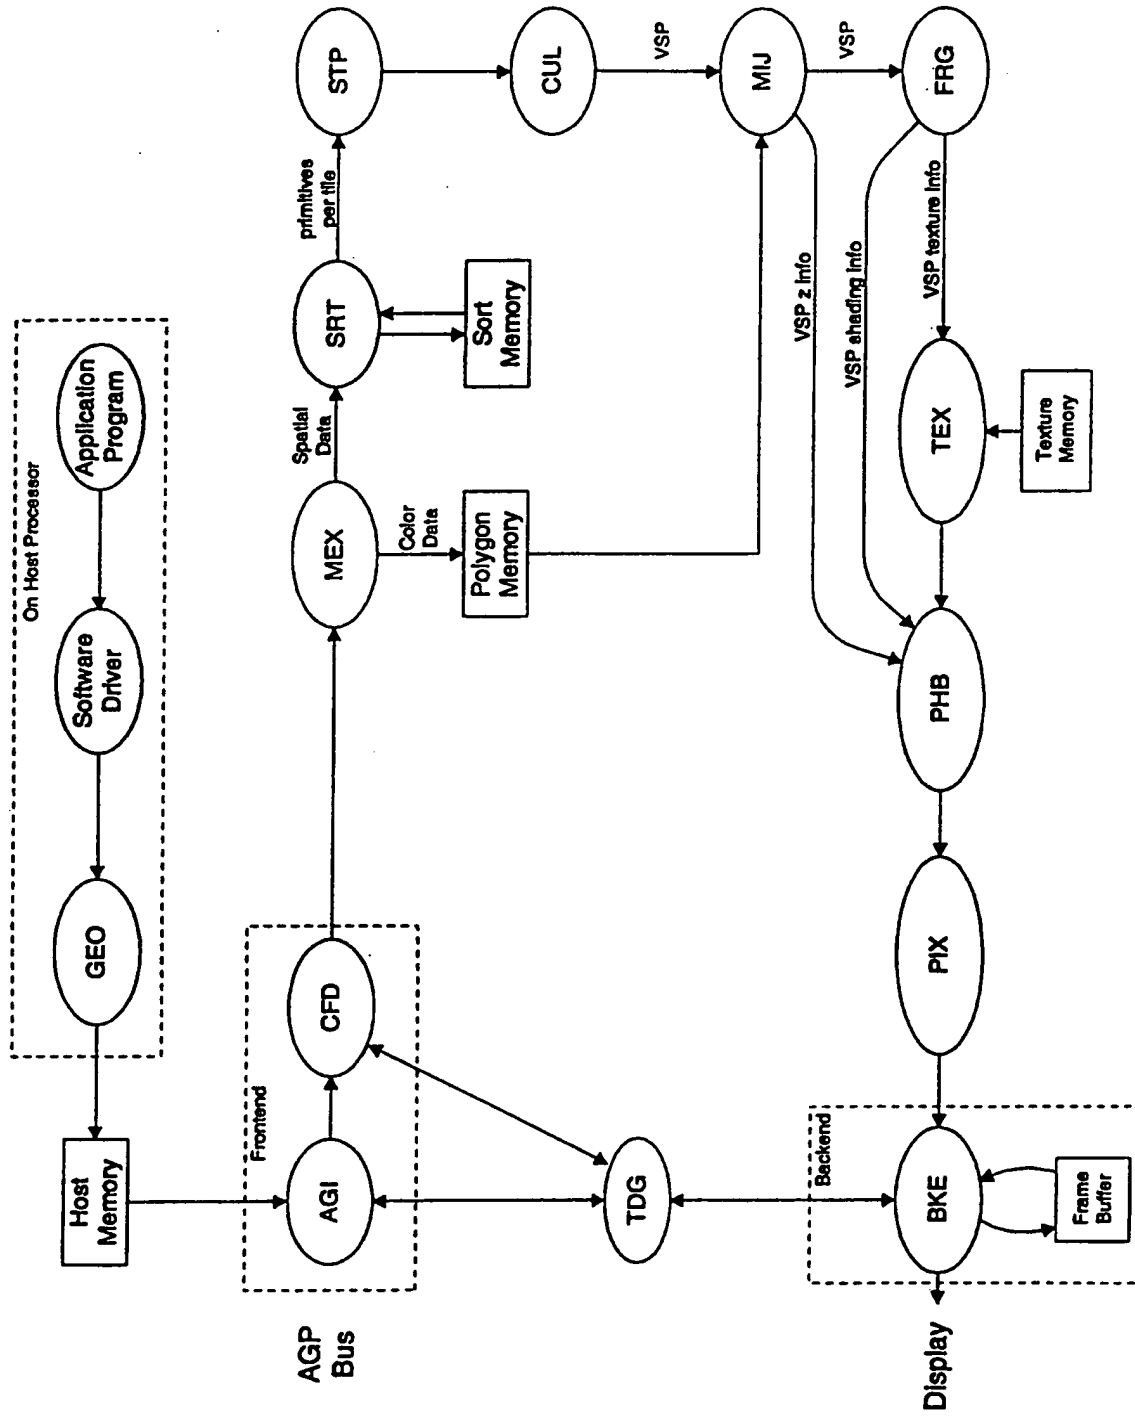 On Host Processor
Application
Program
Software
Driver
GEO
Host
Memory
AGP
Bus
Frontend
AGI
CFD
MEX
Spatial
Data
Color
Data
Polygon
Memory
SRT
Sort
Memory
primitives
per tile
STP
CUL
VSP
MIJ
VSP
FRG
VSP z info
VSP shading info
VSP texture info
TEX
Texture
Memory
PHB
PIX
TDG
Backend
BKE
Frame
Buffer
Display